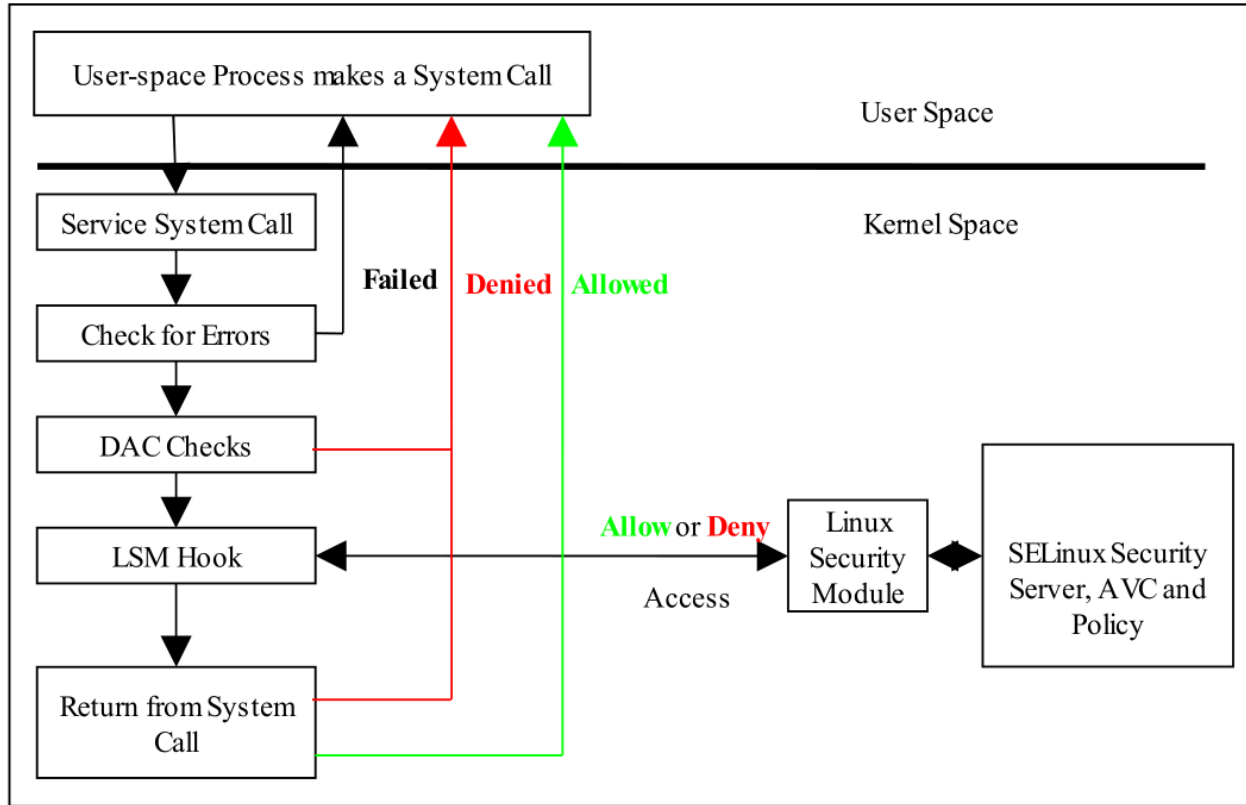 User-space Process makes a System Call
User Space
Service System Call
Kernel Space
Failed
Denied
Allowed
Check for Errors
DAC Checks
LSM Hook
Allow or Deny
Access
Linux
Security
Module
SELinux Security
Server, AVC and
Policy
Return from System
Call